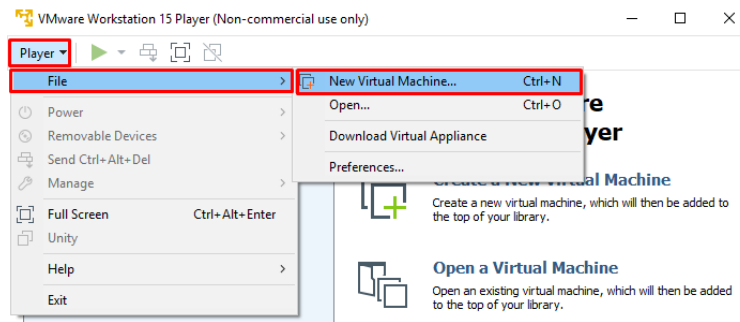 VMware Workstation 15 Player (Non-commercial use only)
Player
File
New Virtual Machine... Ctrl+N
Open... Ctrl+O
Download Virtual Appliance
Preferences...
Power
Removable Devices
Send Ctrl+Alt+Del
Manage
Full Screen Ctrl+Alt+Enter
Unity
Help
Exit
re
yer
Create a New Virtual Machine
Create a new virtual machine, which will then be added to
the top of your library.
Open a Virtual Machine
Open an existing virtual machine, which will then be added
to the top of your library.